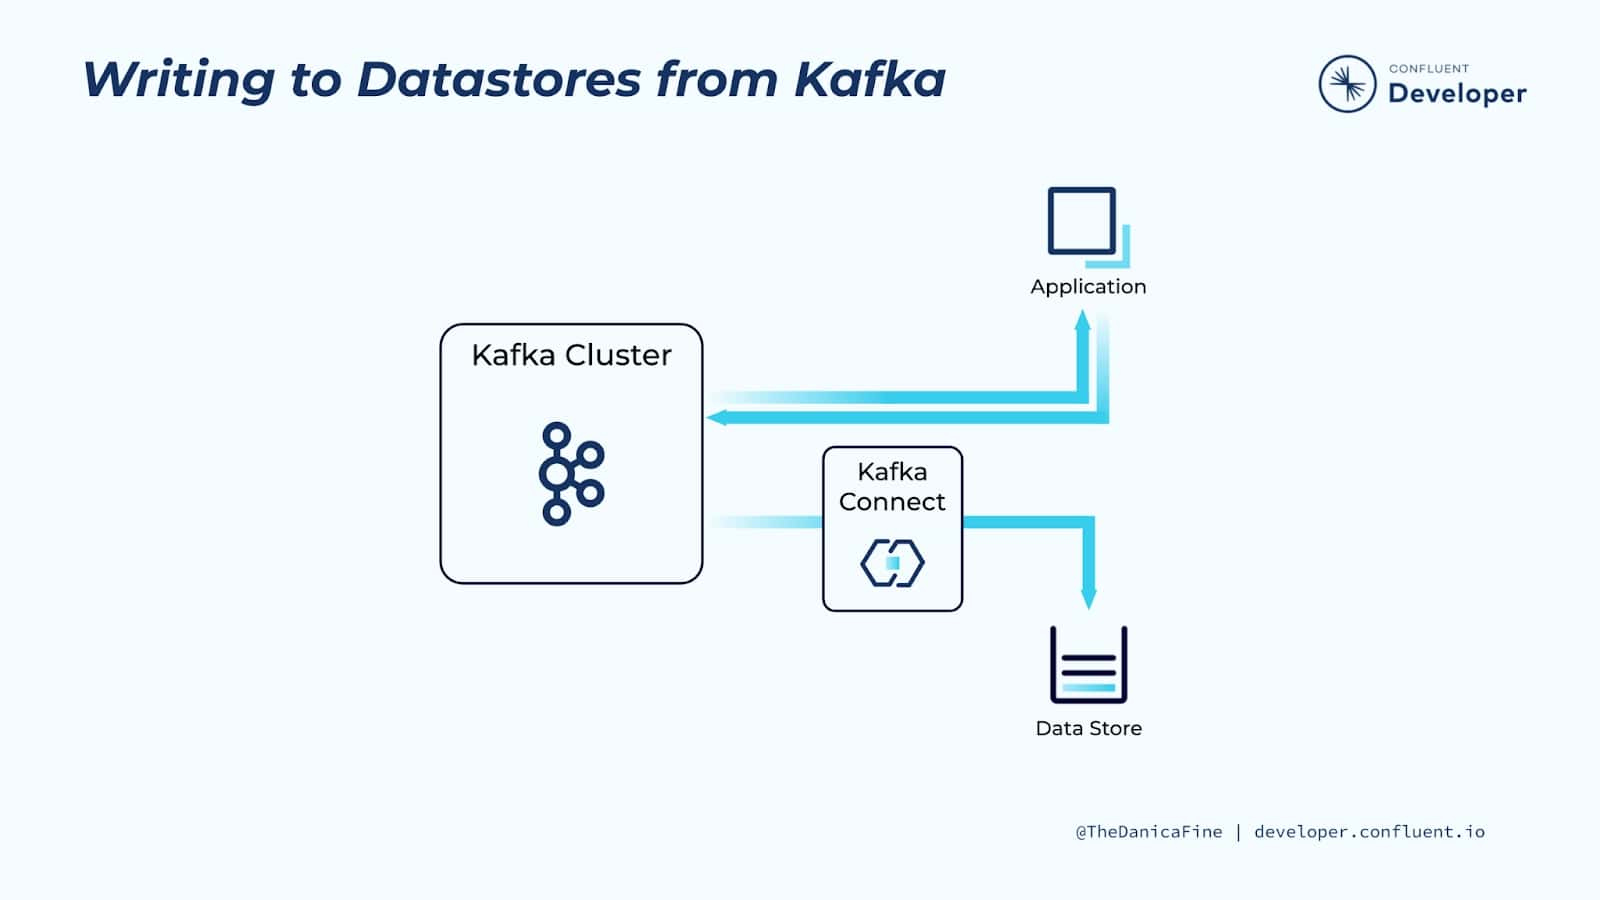 Writing to Datastores from Kafka
CONFLUENT
Developer
Application
Kafka Cluster
Kafka
Connect
Data Store
@TheDanicaFine | developer.confluent.io